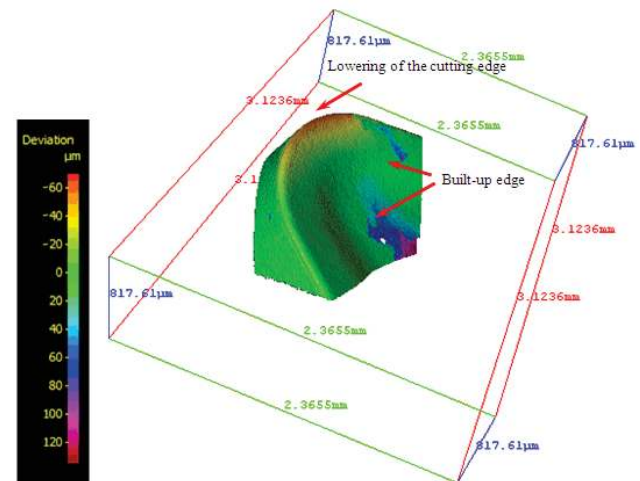 817.61µm
2.3655mm
Lowering of the cutting edge
3.1236mm
2.3655mm
817.61µm
Deviation
µm
-60
-40
-20
0
20
40
60
80
100
120
3.1
Built-up edge
3.1236mm
3.1236mm
817.61µm
2.3655mm
2.3655mm
817.61µm